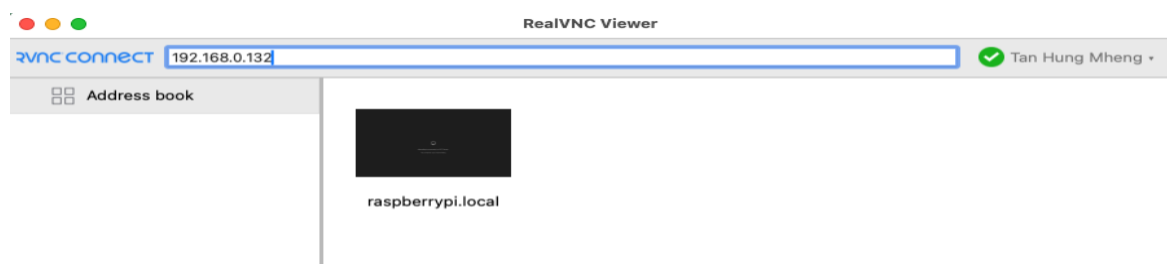 RealVNC Viewer
RVNC CONNECT 192.168.0.132 Tan Hung Mheng
Address book
raspberrypi.local